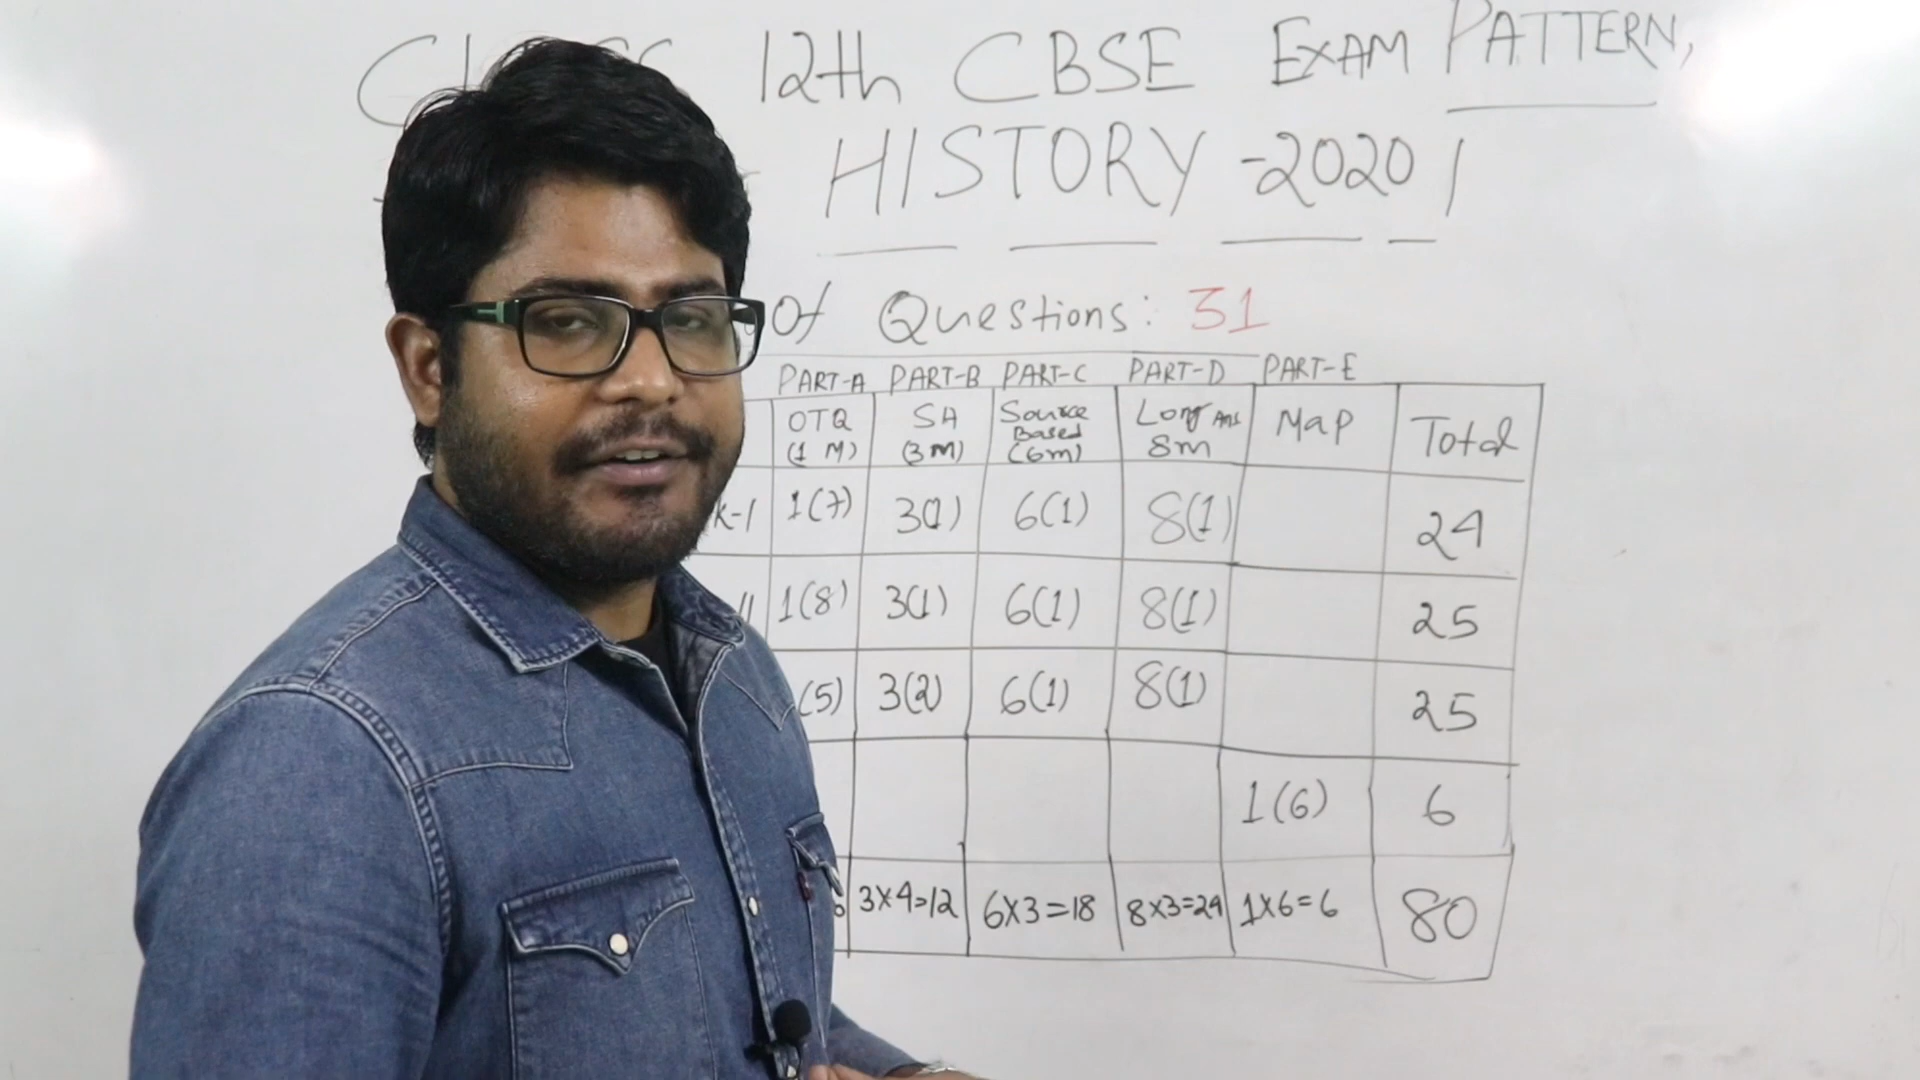 12th CBSE EXAM PATTERN,
HISTORY - 2020
Of Questions: 31
PART-A PART-B PART-C PART-D PART-E
OTQ (1 M) SA (3 M) Source Based (6m) Long Ans 8m Map Total
k-1 1(7) 3(1) 6(1) 8(1) 24
11 1(8) 3(1) 6(1) 8(1) 25
(5) 3(2) 6(1) 8(1) 25
1(6) 6
3x4=12 6x3=18 8x3=24 1x6=6 80